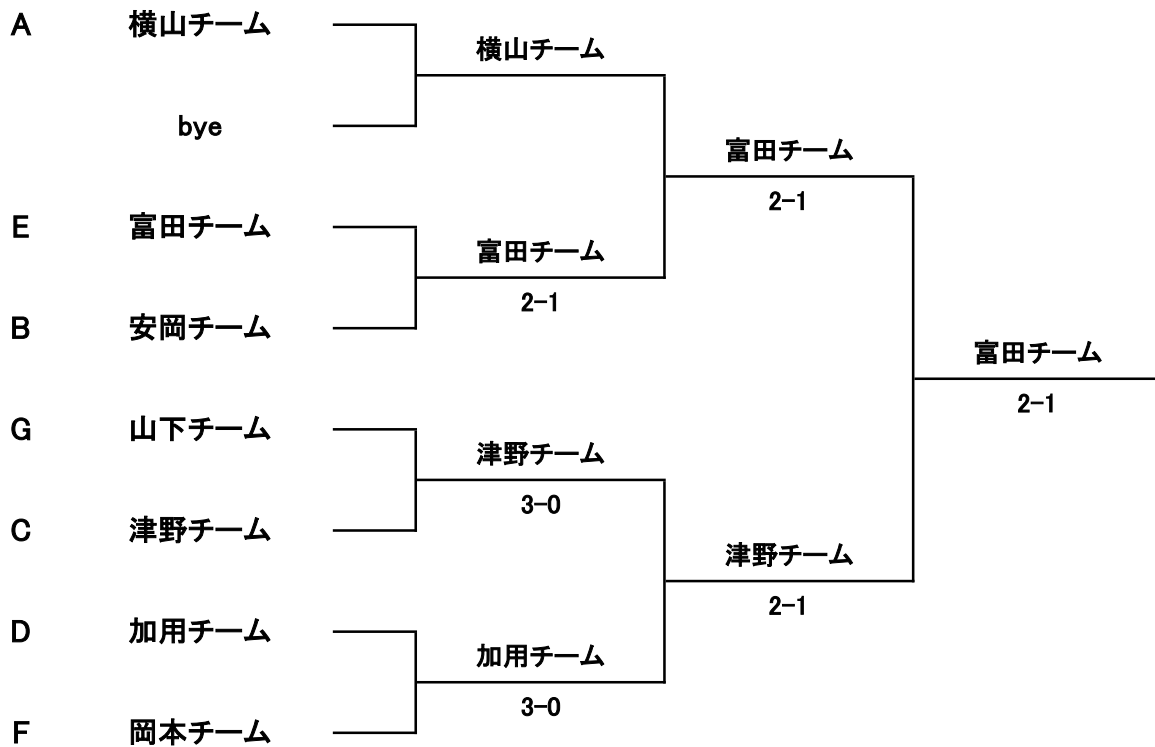 A 横山チーム
横山チーム
bye
富田チーム
2-1
E 富田チーム
富田チーム
2-1
B 安岡チーム
富田チーム
2-1
G 山下チーム
津野チーム
3-0
C 津野チーム
津野チーム
2-1
D 加用チーム
加用チーム
3-0
F 岡本チーム